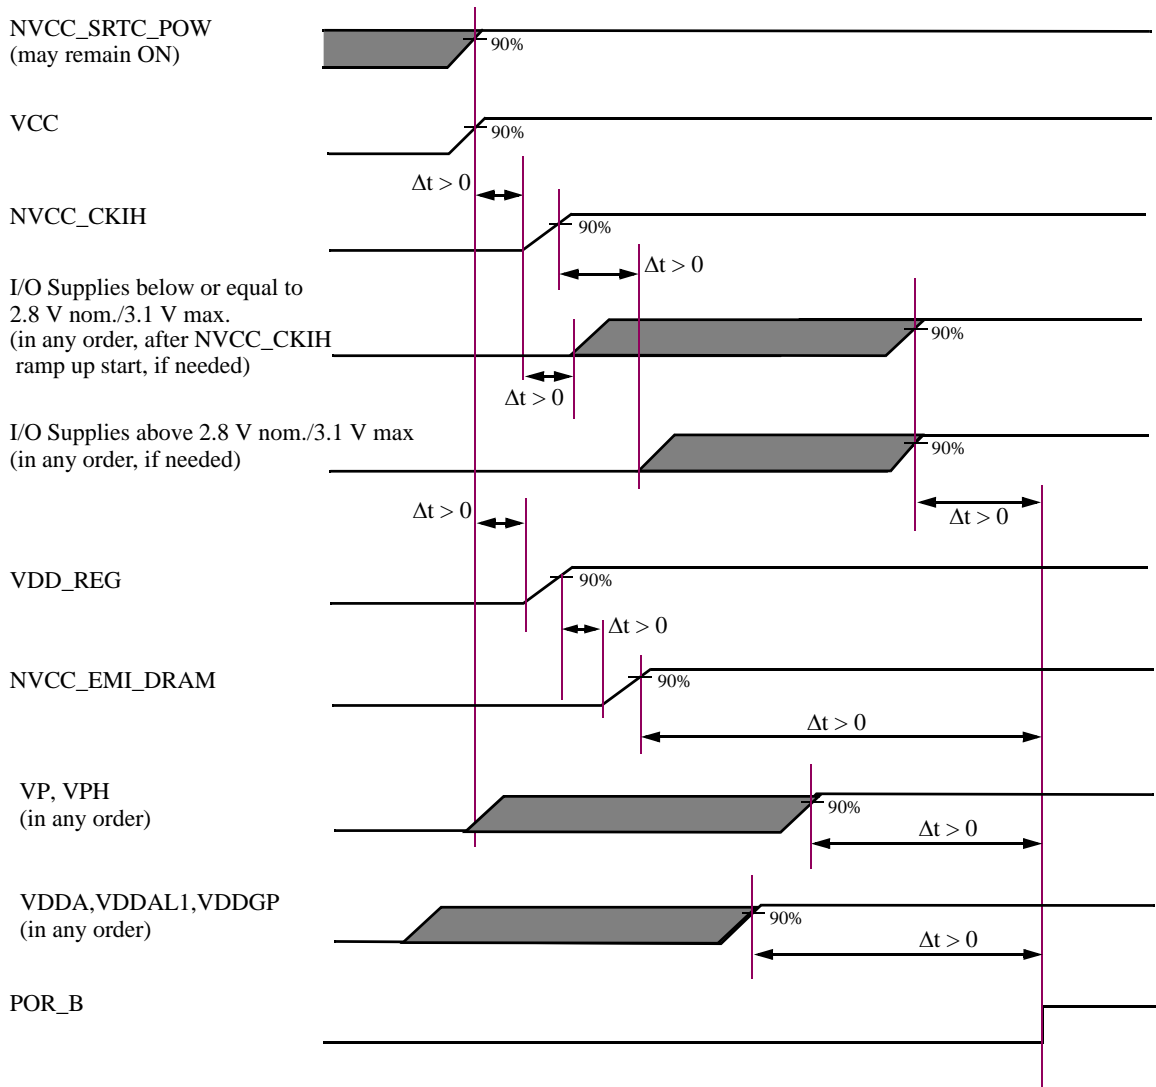 NVCC_SRTC_POW
(may remain ON)
90%
VCC
90%
Δt > 0
NVCC_CKIH
90%
Δt > 0
I/O Supplies below or equal to
2.8 V nom./3.1 V max.
(in any order, after NVCC_CKIH
ramp up start, if needed)
90%
Δt > 0
I/O Supplies above 2.8 V nom./3.1 V max
(in any order, if needed)
90%
Δt > 0
Δt > 0
VDD_REG
90%
Δt > 0
NVCC_EMI_DRAM
90%
Δt > 0
VP, VPH
(in any order)
90%
Δt > 0
VDDA,VDDAL1,VDDGP
(in any order)
90%
Δt > 0
POR_B